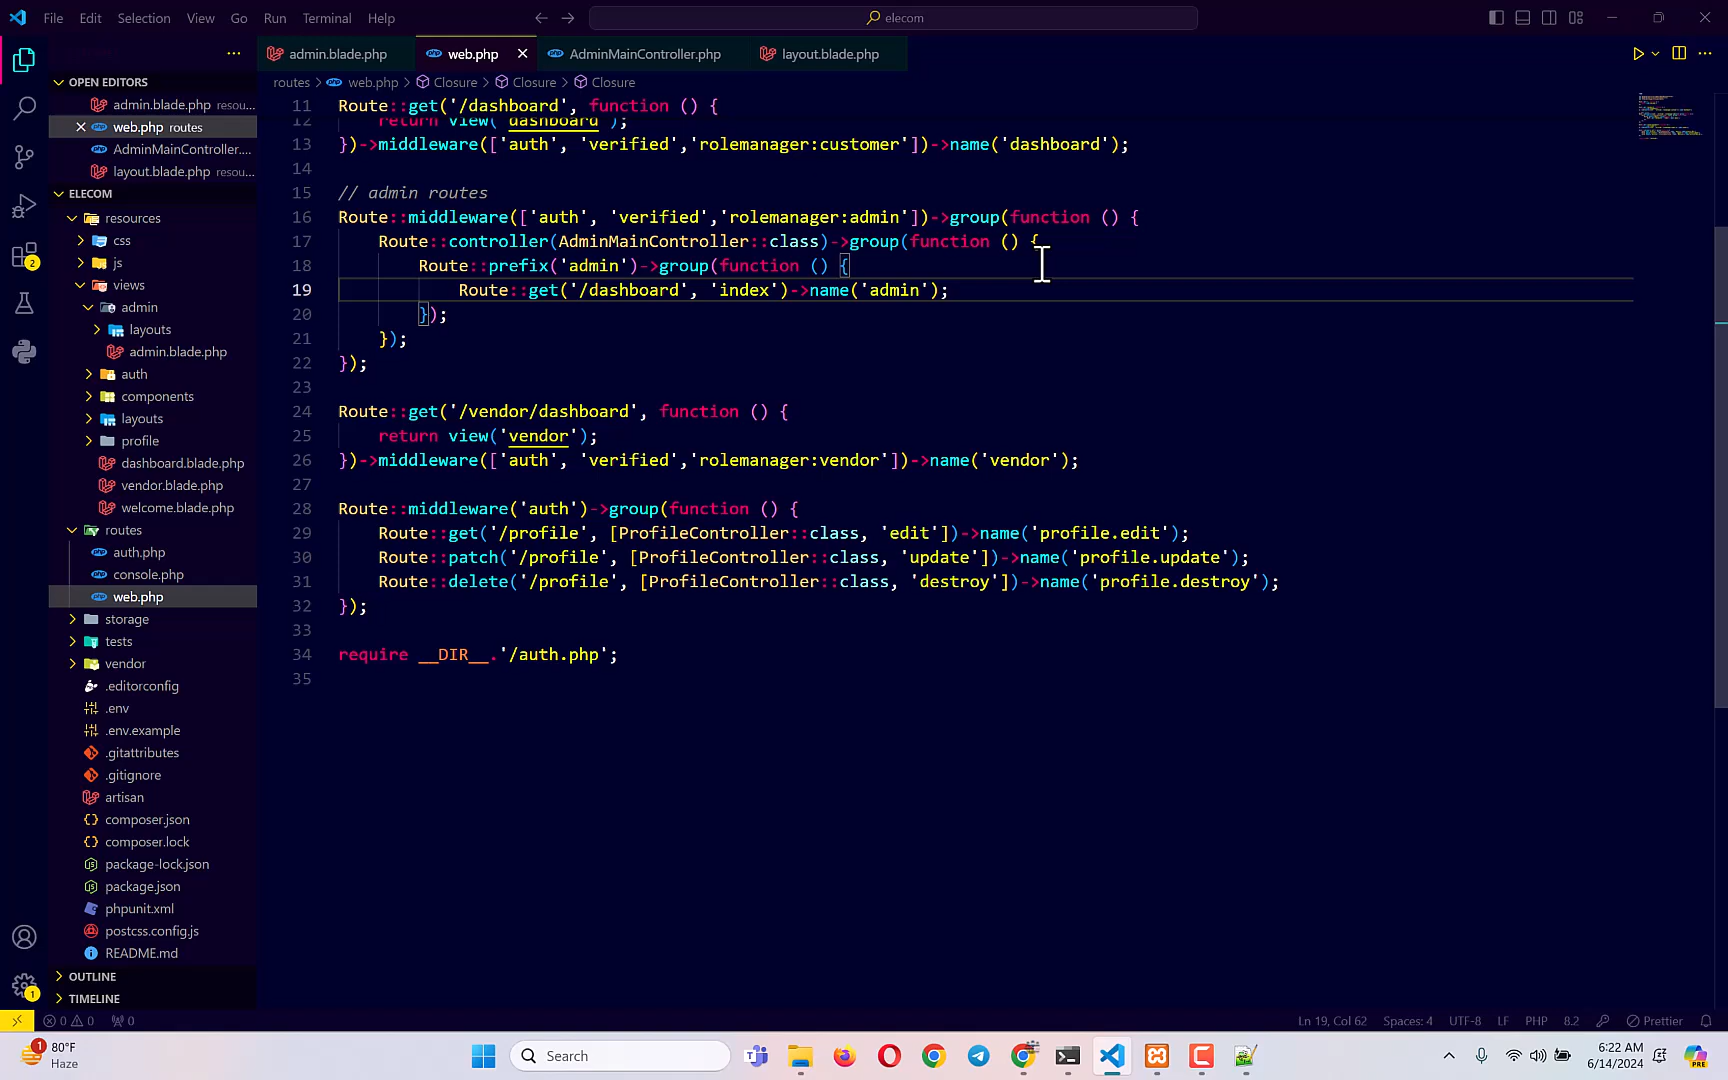 File Edit Selection View Go Run Terminal Help
elecom
admin.blade.php web.php AdminMainController.php layout.blade.php
routes > web.php > Closure > Closure > Closure
OPEN EDITORS
admin.blade.php resou...
web.php routes
AdminMainController....
layout.blade.php resou...
ELECOM
resources
css
js
views
admin
layouts
admin.blade.php
auth
components
layouts
profile
dashboard.blade.php
vendor.blade.php
welcome.blade.php
routes
auth.php
console.php
web.php
storage
tests
vendor
.editorconfig
.env
.env.example
.gitattributes
.gitignore
artisan
composer.json
composer.lock
package-lock.json
package.json
phpunit.xml
postcss.config.js
README.md
OUTLINE
TIMELINE
2
1
11 Route::get('/dashboard', function () {
12 return view('dashboard');
13 })->middleware(['auth', 'verified','rolemanager:customer'])->name('dashboard');
14
15 // admin routes
16 Route::middleware(['auth', 'verified','rolemanager:admin'])->group(function () {
17 Route::controller(AdminMainController::class)->group(function () {
18 Route::prefix('admin')->group(function () {
19 Route::get('/dashboard', 'index')->name('admin');
20 });
21 });
22 });
23
24 Route::get('/vendor/dashboard', function () {
25 return view('vendor');
26 })->middleware(['auth', 'verified','rolemanager:vendor'])->name('vendor');
27
28 Route::middleware('auth')->group(function () {
29 Route::get('/profile', [ProfileController::class, 'edit'])->name('profile.edit');
30 Route::patch('/profile', [ProfileController::class, 'update'])->name('profile.update');
31 Route::delete('/profile', [ProfileController::class, 'destroy'])->name('profile.destroy');
32 });
33
34 require __DIR__.'/auth.php';
35
0 0 0 Ln 19, Col 62 Spaces: 4 UTF-8 LF PHP 8.2 Prettier
1 80°F
Haze
Search
6:22 AM
6/14/2024
PRE